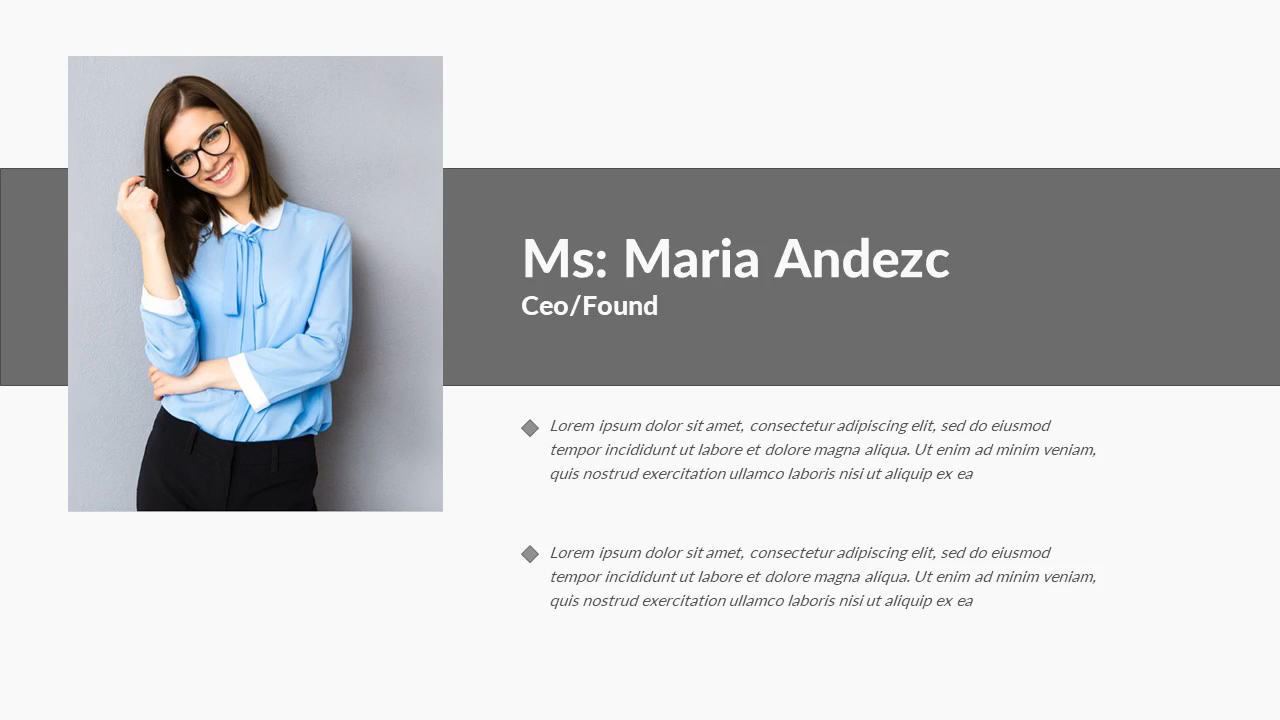 Ms: Maria Andezc
Ceo/Found
Lorem ipsum dolor sit amet, consectetur adipiscing elit, sed do eiusmod
tempor incididunt ut labore et dolore magna aliqua. Ut enim ad minim veniam,
quis nostrud exercitation ullamco laboris nisi ut aliquip ex ea
Lorem ipsum dolor sit amet, consectetur adipiscing elit, sed do eiusmod
tempor incididunt ut labore et dolore magna aliqua. Ut enim ad minim veniam,
quis nostrud exercitation ullamco laboris nisi ut aliquip ex ea